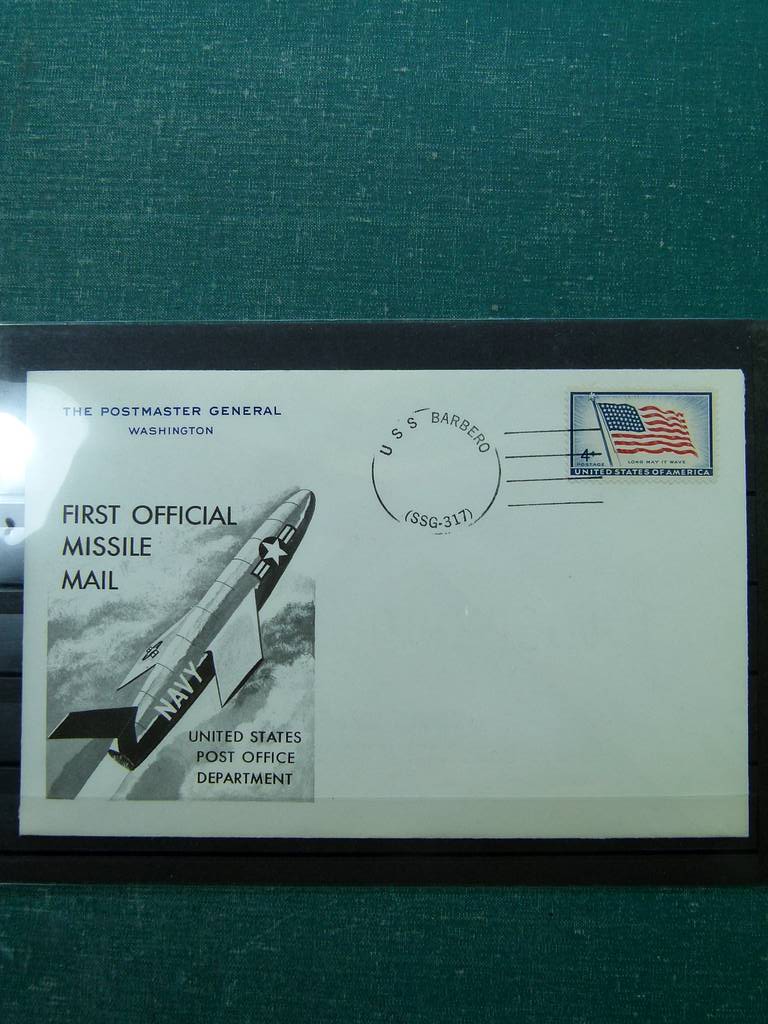 THE POSTMASTER GENERAL
WASHINGTON
FIRST OFFICIAL
MISSILE
MAIL
NAVY
UNITED STATES
POST OFFICE
DEPARTMENT
USS BARBERO
(SSG-317)
4¢
POSTAGE
LONG MAY IT WAVE
UNITED STATES OF AMERICA